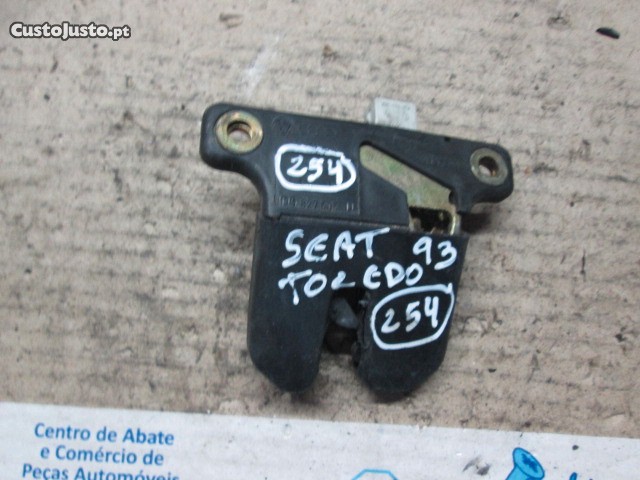 CustoJusto.pt
254
SEAT 93
TOLEDO
254
Centro de Abate
e Comércio de
Peças Automóveis